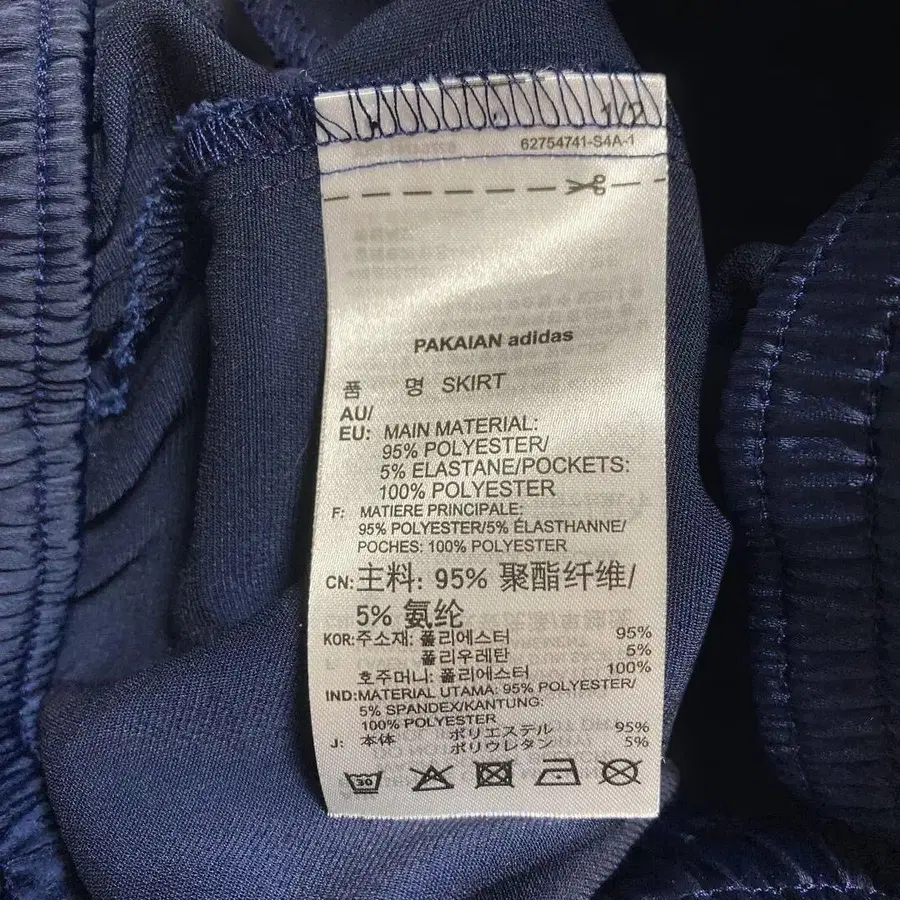 1/2
62754741-S4A-1
PAKAIAN adidas
품 명 SKIRT
AU/
EU: MAIN MATERIAL:
95% POLYESTER/
5% ELASTANE/POCKETS:
100% POLYESTER
F: MATIERE PRINCIPALE:
95% POLYESTER/5% ÉLASTHANNE/
POCHES: 100% POLYESTER
CN: 主料: 95% 聚酯纤维/
5% 氨纶
KOR: 주소재: 폴리에스터 95%
폴리우레탄 5%
호주머니: 폴리에스터 100%
IND: MATERIAL UTAMA: 95% POLYESTER/
5% SPANDEX/KANTUNG:
100% POLYESTER
J: 本体 ポリエステル 95%
ポリウレタン 5%
30